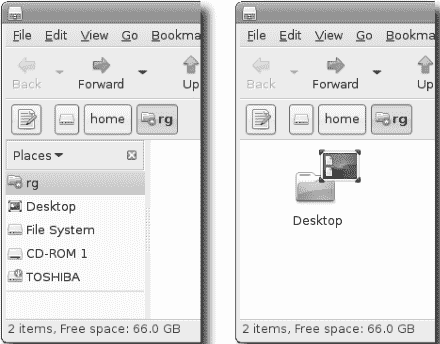 File Edit View Go Bookma
Back Forward Up
home rg
Places
rg
Desktop
File System
CD-ROM 1
TOSHIBA
2 items, Free space: 66.0 GB
File Edit View Go Bookma
Back Forward Up
home rg
Desktop
2 items, Free space: 66.0 GB